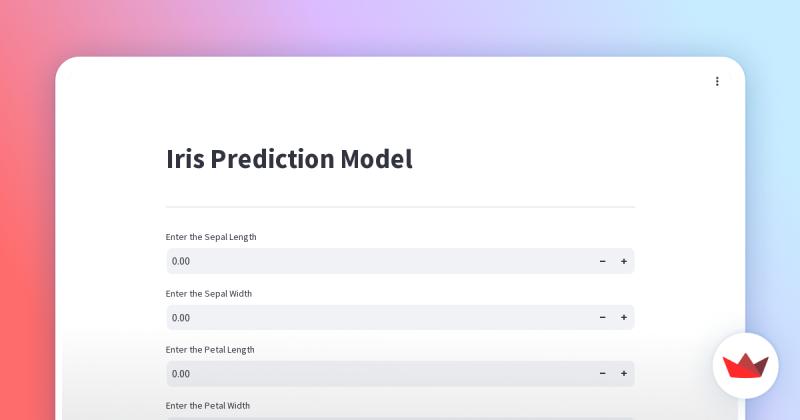 Iris Prediction Model
Enter the Sepal Length
0.00
Enter the Sepal Width
0.00
Enter the Petal Length
0.00
Enter the Petal Width